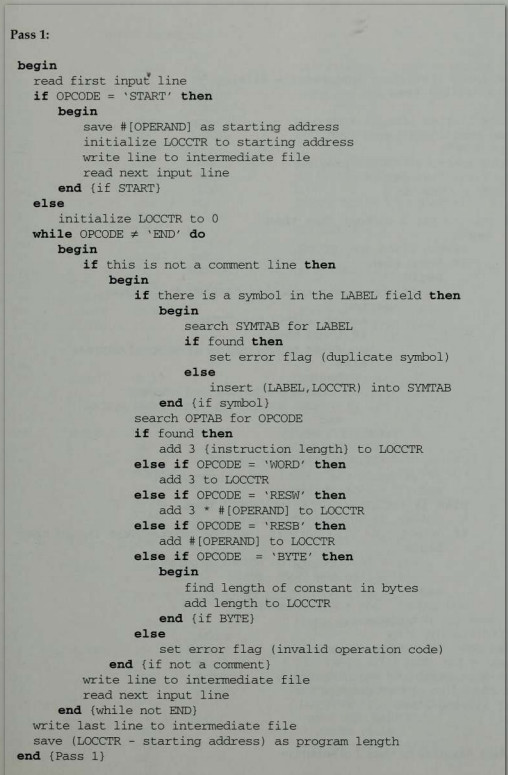 Pass 1:
begin
read first input line
if OPCODE = ‘START’ then
begin
save #[OPERAND] as starting address
initialize LOCCTR to starting address
write line to intermediate file
read next input line
end {if START}
else
initialize LOCCTR to 0
while OPCODE ≠ ‘END’ do
begin
if this is not a comment line then
begin
if there is a symbol in the LABEL field then
begin
search SYMTAB for LABEL
if found then
set error flag (duplicate symbol)
else
insert (LABEL,LOCCTR) into SYMTAB
end {if symbol}
search OPTAB for OPCODE
if found then
add 3 {instruction length} to LOCCTR
else if OPCODE = ‘WORD’ then
add 3 to LOCCTR
else if OPCODE = ‘RESW’ then
add 3 * #[OPERAND] to LOCCTR
else if OPCODE = ‘RESB’ then
add #[OPERAND] to LOCCTR
else if OPCODE = ‘BYTE’ then
begin
find length of constant in bytes
add length to LOCCTR
end {if BYTE}
else
set error flag (invalid operation code)
end {if not a comment}
write line to intermediate file
read next input line
end {while not END}
write last line to intermediate file
save (LOCCTR - starting address) as program length
end {Pass 1}